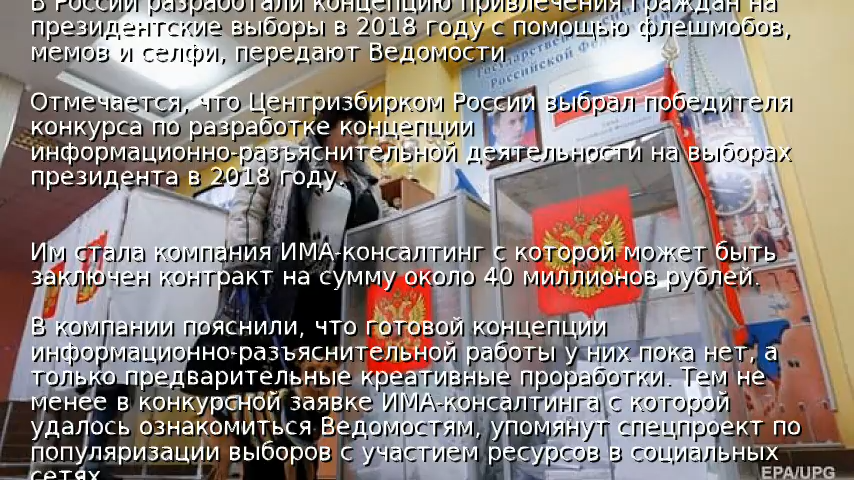 В России разработали концепцию привлечения граждан на
президентские выборы в 2018 году с помощью флешмобов,
мемов и селфи, передают Ведомости
Отмечается, что Центризбирком России выбрал победителя
конкурса по разработке концепции
информационно-разъяснительной деятельности на выборах
президента в 2018 году.
Им стала компания ИМА-консалтинг с которой может быть
заключен контракт на сумму около 40 миллионов рублей.
В компании пояснили, что готовой концепции
информационно-разъяснительной работы у них пока нет, а
только предварительные креативные проработки. Тем не
менее в конкурсной заявке ИМА-консалтинга с которой
удалось ознакомиться Ведомостям, упомянут спецпроект по
популяризации выборов с участием ресурсов в социальных
сетях
Государственные символы
Российской Федерации
EPA/UPG